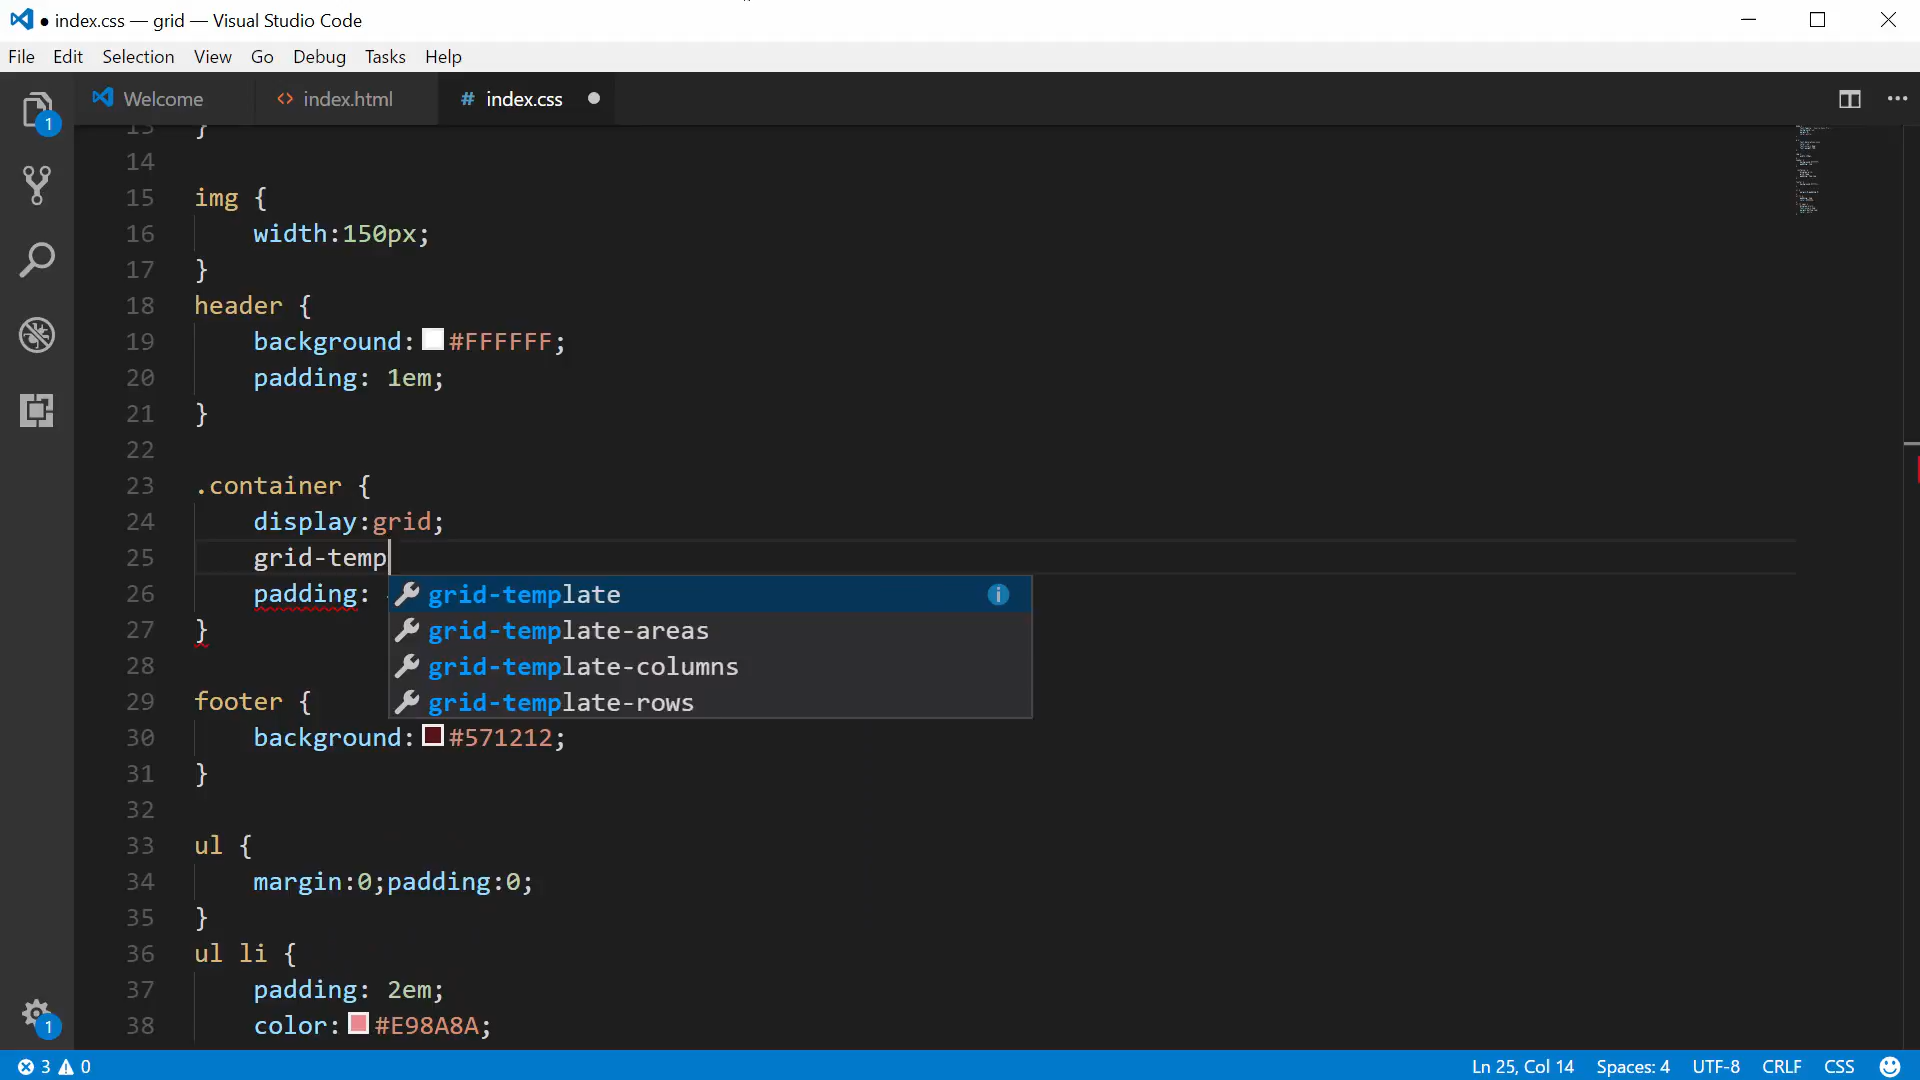 ● index.css — grid — Visual Studio Code
File Edit Selection View Go Debug Tasks Help
Welcome <> index.html # index.css ●
1
13 }
14
15 img {
16 width:150px;
17 }
18 header {
19 background: #FFFFFF;
20 padding: 1em;
21 }
22
23 .container {
24 display:grid;
25 grid-temp
26 padding:
grid-template
27 }
grid-template-areas
28
grid-template-columns
29 footer {
grid-template-rows
30 background: #571212;
31 }
32
33 ul {
34 margin:0;padding:0;
35 }
36 ul li {
37 padding: 2em;
38 color: #E98A8A;
1
3 0 Ln 25, Col 14 Spaces: 4 UTF-8 CRLF CSS